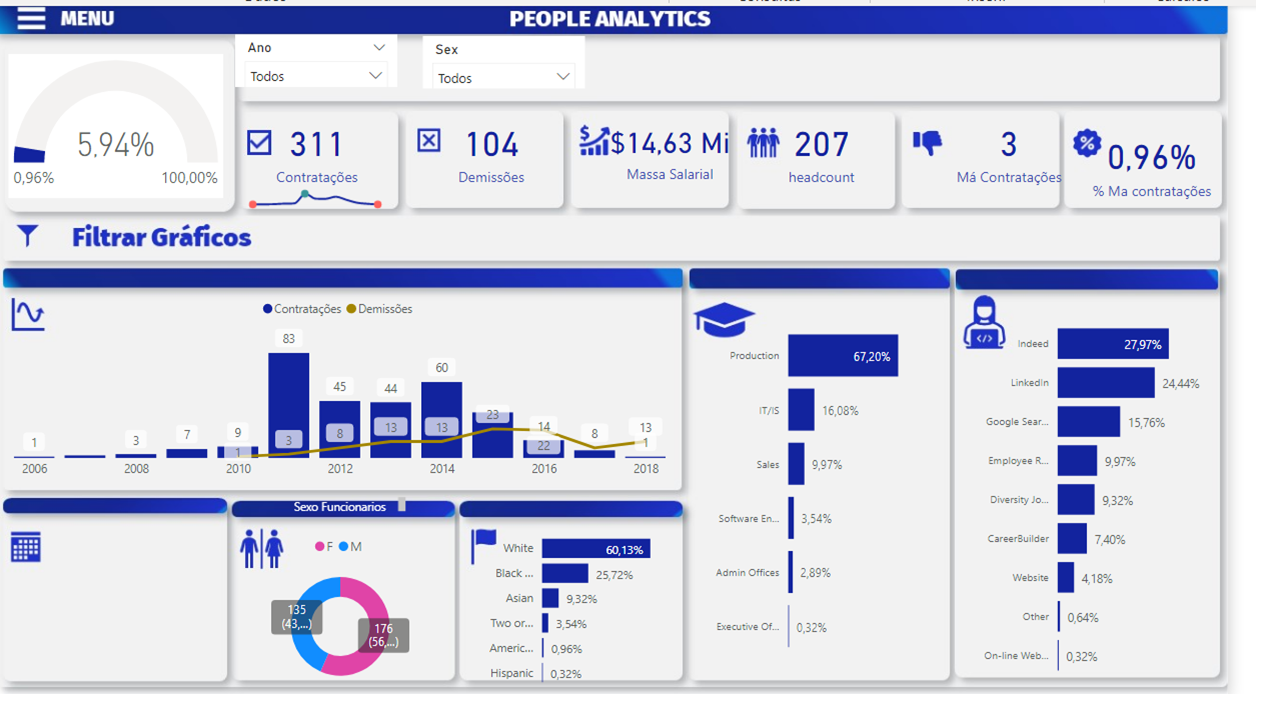 MENU
PEOPLE ANALYTICS
Ano
Todos
Sex
Todos
5,94%
0,96%
100,00%
311
Contratações
104
Demissões
$14,63 Mi
Massa Salarial
207
headcount
3
Má Contratações
0,96%
% Ma contratações
Filtrar Gráficos
Contratações
Demissões
83
45
44
60
23
22
14
8
13
1
3
7
9
1
3
8
13
13
1
2006
2008
2010
2012
2014
2016
2018
Production
67,20%
IT/IS
16,08%
Sales
9,97%
Software En...
3,54%
Admin Offices
2,89%
Executive Of...
0,32%
Indeed
27,97%
LinkedIn
24,44%
Google Sear...
15,76%
Employee R...
9,97%
Diversity Jo...
9,32%
CareerBuilder
7,40%
Website
4,18%
Other
0,64%
On-line Web...
0,32%
Sexo Funcionarios
F
M
135
(43,...)
176
(56,...)
White
60,13%
Black ...
25,72%
Asian
9,32%
Two or...
3,54%
Americ...
0,96%
Hispanic
0,32%